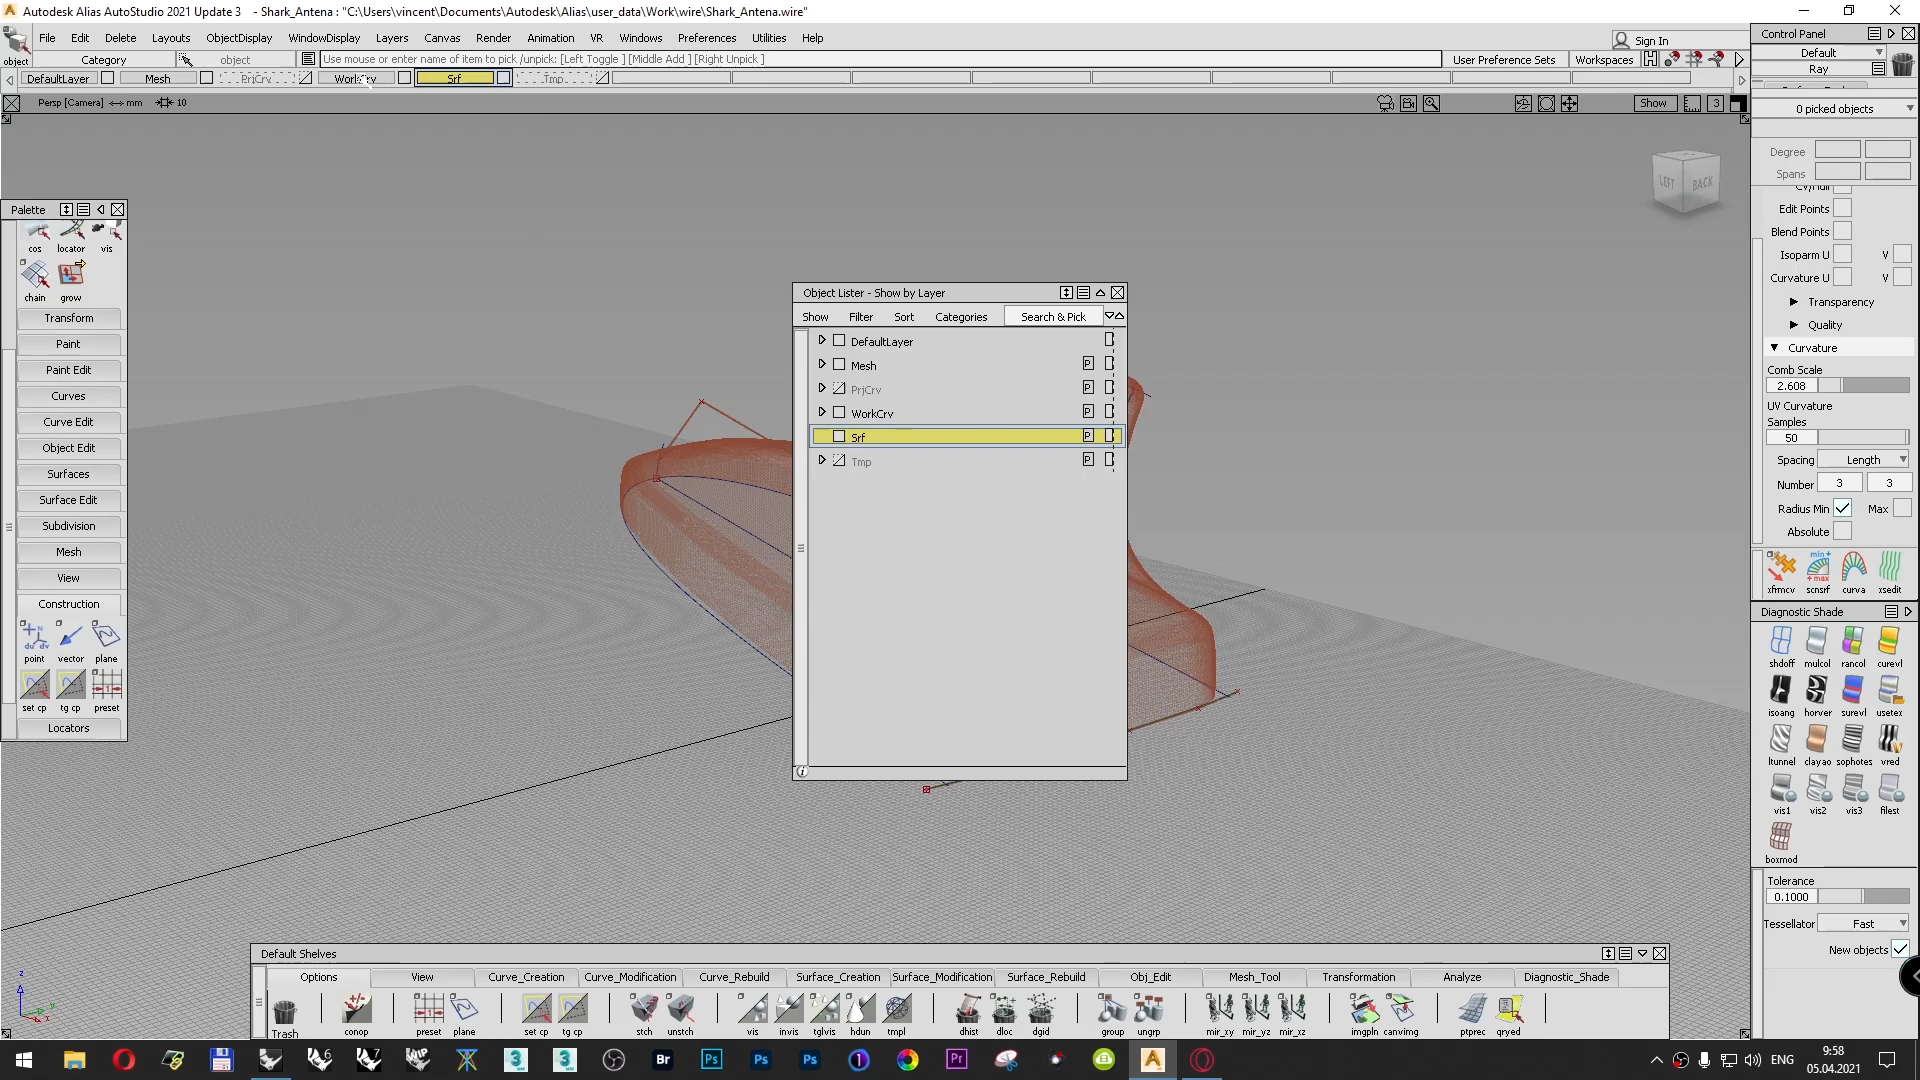 Autodesk Alias AutoStudio 2021 Update 3 - Shark_Antena : "C:\Users\vincent\Documents\Autodesk\Alias\user_data\Work\wire\Shark_Antena.wire"
File Edit Delete Layouts ObjectDisplay WindowDisplay Layers Canvas Render Animation VR Windows Preferences Utilities Help
Sign In
object
Category
object
Use mouse or enter name of item to pick /unpick: [Left Toggle ] [Middle Add ] [Right Unpick ]
User Preference Sets
Workspaces
DefaultLayer Mesh PrjCrv WorkCrv Srf Tmp
Persp [Camera] mm 10
Show
3
LEFT BACK
Palette
cos locator vis
chain grow
Transform
Paint
Paint Edit
Curves
Curve Edit
Object Edit
Surfaces
Surface Edit
Subdivision
Mesh
View
Construction
point vector plane
set cp tg cp preset
Locators
Object Lister - Show by Layer
Show Filter Sort Categories Search & Pick
DefaultLayer
Mesh P
PrjCrv P
WorkCrv P
Srf P
Tmp P
Control Panel
Default
Ray
0 picked objects
Degree
Spans
CV/Hull
Edit Points
Blend Points
Isoparm U V
Curvature U V
Transparency
Quality
Curvature
Comb Scale
2.608
UV Curvature
Samples
50
Spacing Length
Number 3 3
Radius Min Max
Absolute
xfrmcv scnsrf curva xsedit
Diagnostic Shade
shdoff mulcol rancol curevl
isoang horver surevl usetex
ltunnel clayao sophotes vred
vis1 vis2 vis3 filest
boxmod
Tolerance
0.1000
Tessellator Fast
New objects
Default Shelves
Options View Curve_Creation Curve_Modification Curve_Rebuild Surface_Creation Surface_Modification Surface_Rebuild Obj_Edit Mesh_Tool Transformation Analyze Diagnostic_Shade
Trash conop preset plane set cp tg cp stch unstch vis invis tglvis hdun tmpl dhist dloc dgid group ungrp mir_xy mir_yz mir_xz imgpln canvimg ptprec qryed
ENG
9:58
05.04.2021